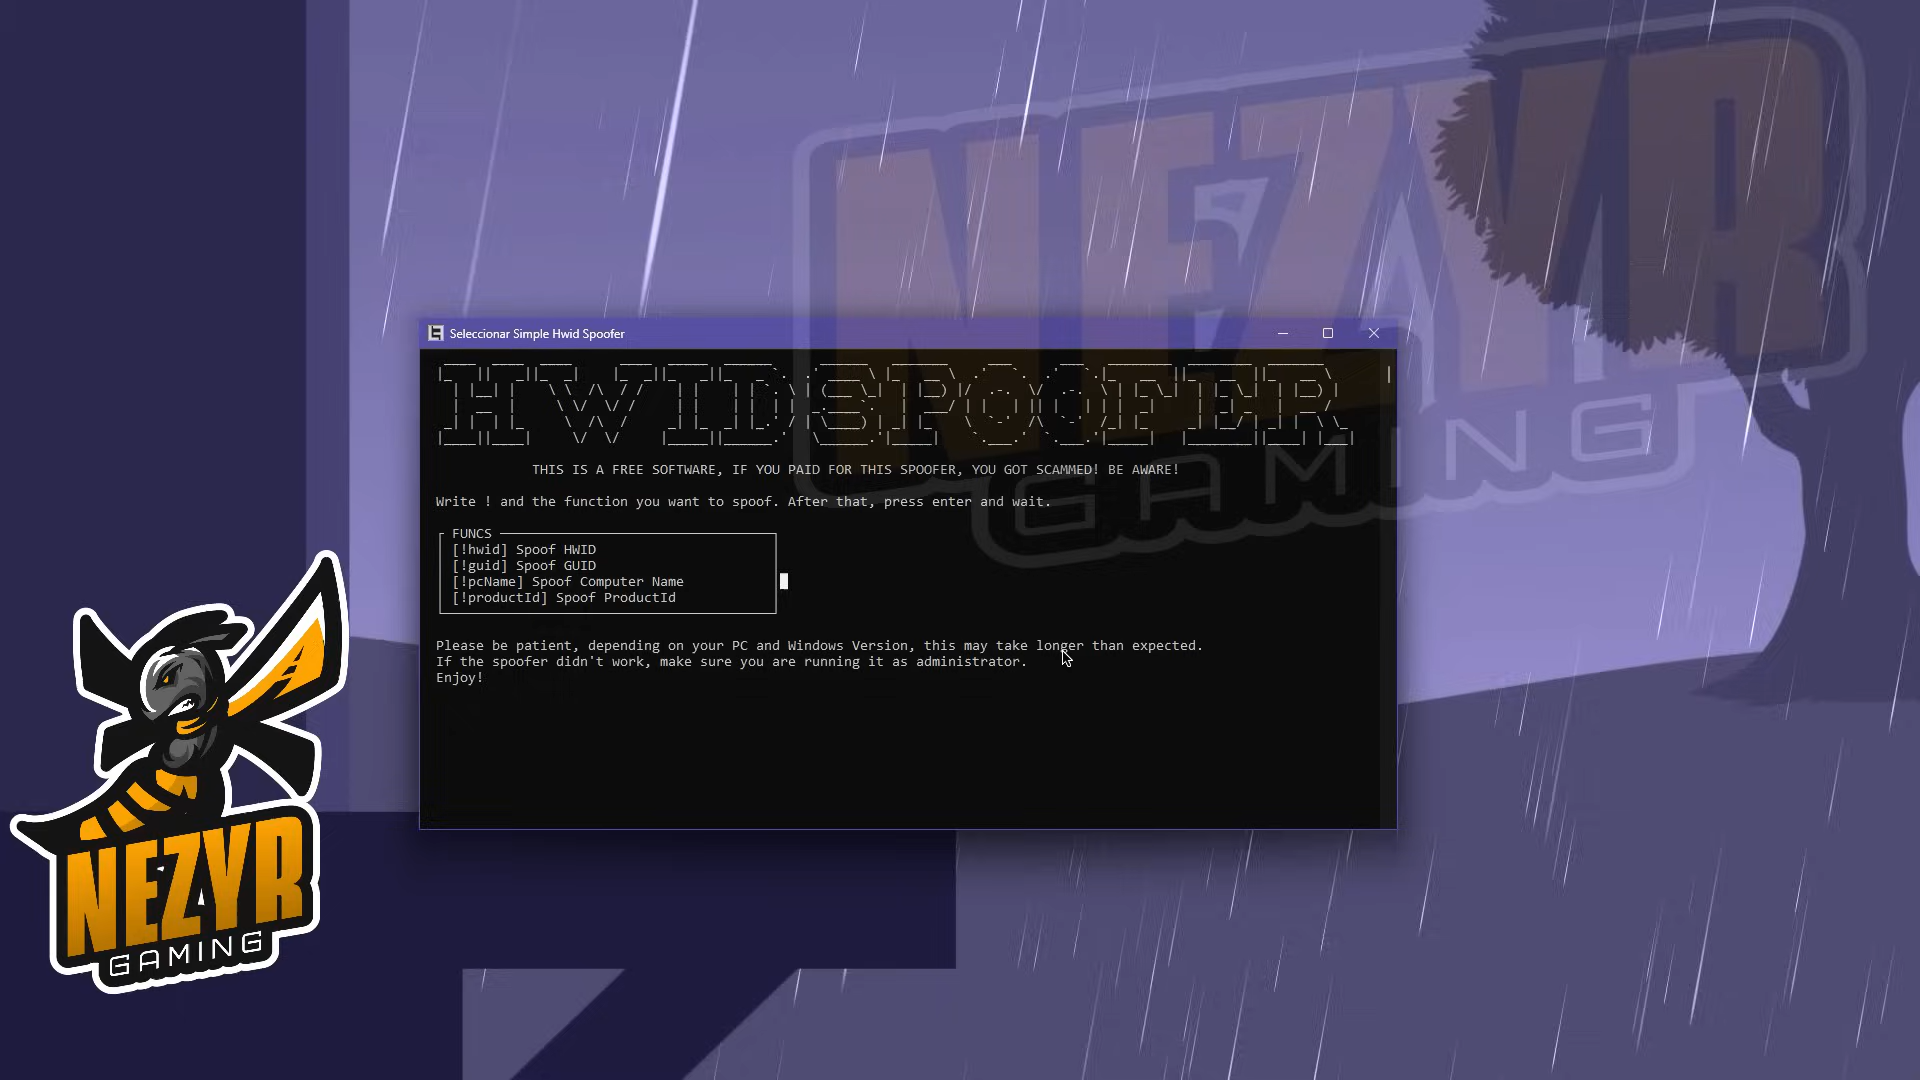 NEZYR
GAMING
Seleccionar Simple Hwid Spoofer
HWID SPOOFER
THIS IS A FREE SOFTWARE, IF YOU PAID FOR THIS SPOOFER, YOU GOT SCAMMED! BE AWARE!
Write ! and the function you want to spoof. After that, press enter and wait.
FUNCS
[!hwid] Spoof HWID
[!guid] Spoof GUID
[!pcName] Spoof Computer Name
[!productId] Spoof ProductId
Please be patient, depending on your PC and Windows Version, this may take longer than expected.
If the spoofer didn't work, make sure you are running it as administrator.
Enjoy!
NEZYR
GAMING